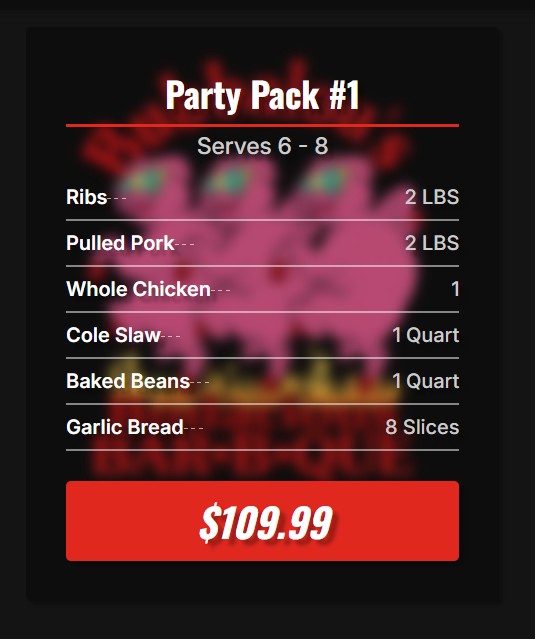 Party Pack #1
Serves 6 - 8
Ribs--- 2 LBS
Pulled Pork--- 2 LBS
Whole Chicken--- 1
Cole Slaw--- 1 Quart
Baked Beans--- 1 Quart
Garlic Bread--- 8 Slices
$109.99